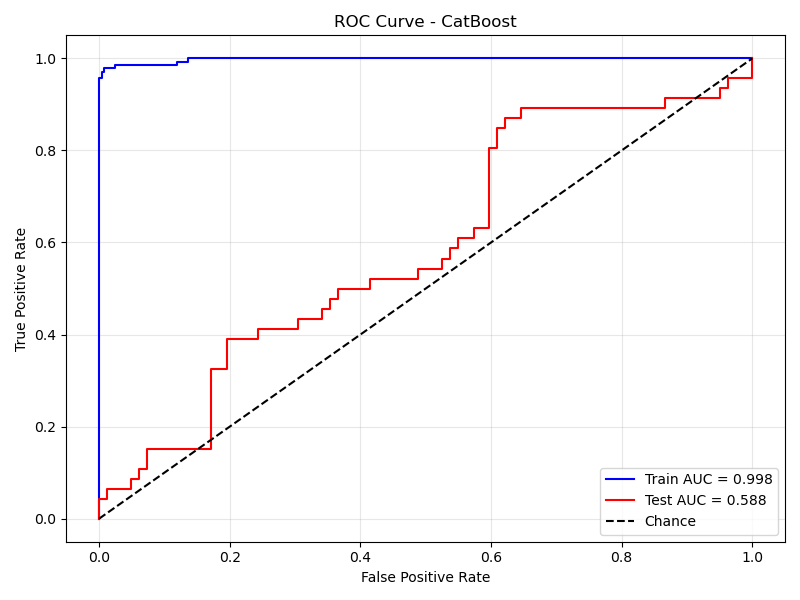 ROC Curve - CatBoost
True Positive Rate
1.0
0.8
0.6
0.4
0.2
0.0
Train AUC = 0.998
Test AUC = 0.588
Chance
0.0 0.2 0.4 0.6 0.8 1.0
False Positive Rate